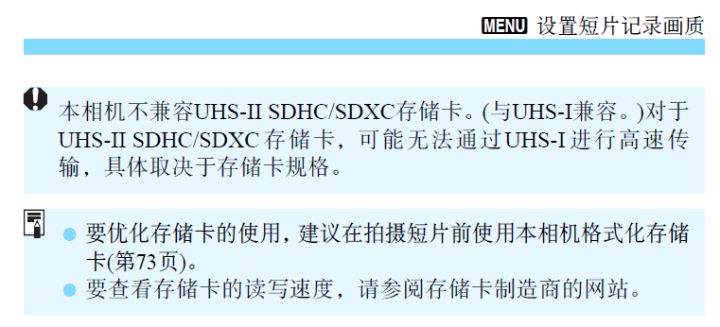 MENU 设置短片记录画质
本相机不兼容UHS-II SDHC/SDXC存储卡。(与UHS-I兼容。)对于
UHS-II SDHC/SDXC 存储卡，可能无法通过UHS-I 进行高速传
输，具体取决于存储卡规格。
● 要优化存储卡的使用，建议在拍摄短片前使用本相机格式化存储
卡(第73页)。
● 要查看存储卡的读写速度，请参阅存储卡制造商的网站。